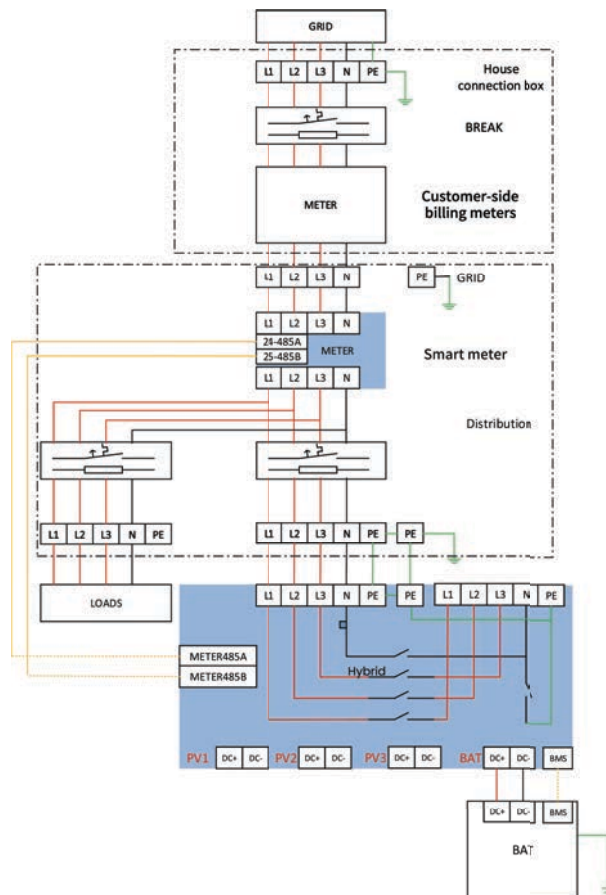 GRID
L1 L2 L3 N PE
House
connection box
BREAK
METER
Customer-side
billing meters
L1 L2 L3 N
PE GRID
L1 L2 L3 N
24-485A
METER
25-485B
Smart meter
L1 L2 L3 N
Distribution
L1 L2 L3 N PE
L1 L2 L3 N PE PE
LOADS
L1 L2 L3 N PE PE L1 L2 L3 N PE
METER485A
METER485B
Hybrid
PV1 DC+ DC- PV2 DC+ DC- PV3 DC+ DC- BAT DC+ DC- BMS
DC+ DC- BMS
BAT